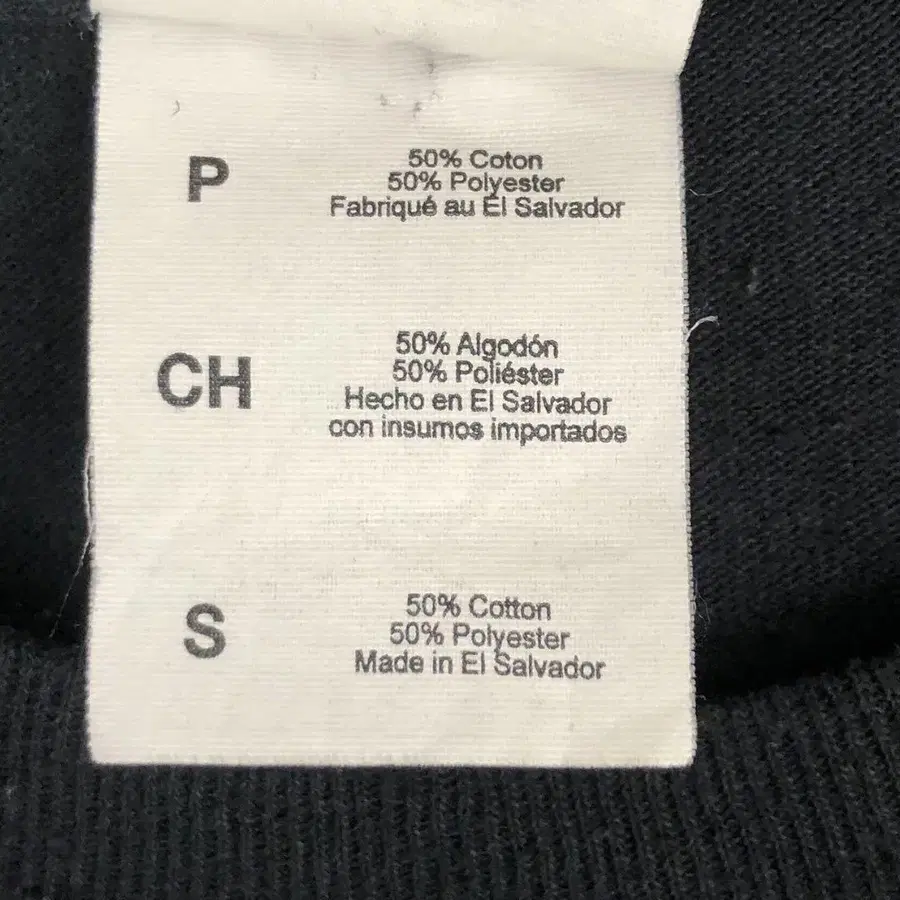 P
50% Coton
50% Polyester
Fabriqué au El Salvador
CH
50% Algodón
50% Poliéster
Hecho en El Salvador
con insumos importados
S
50% Cotton
50% Polyester
Made in El Salvador